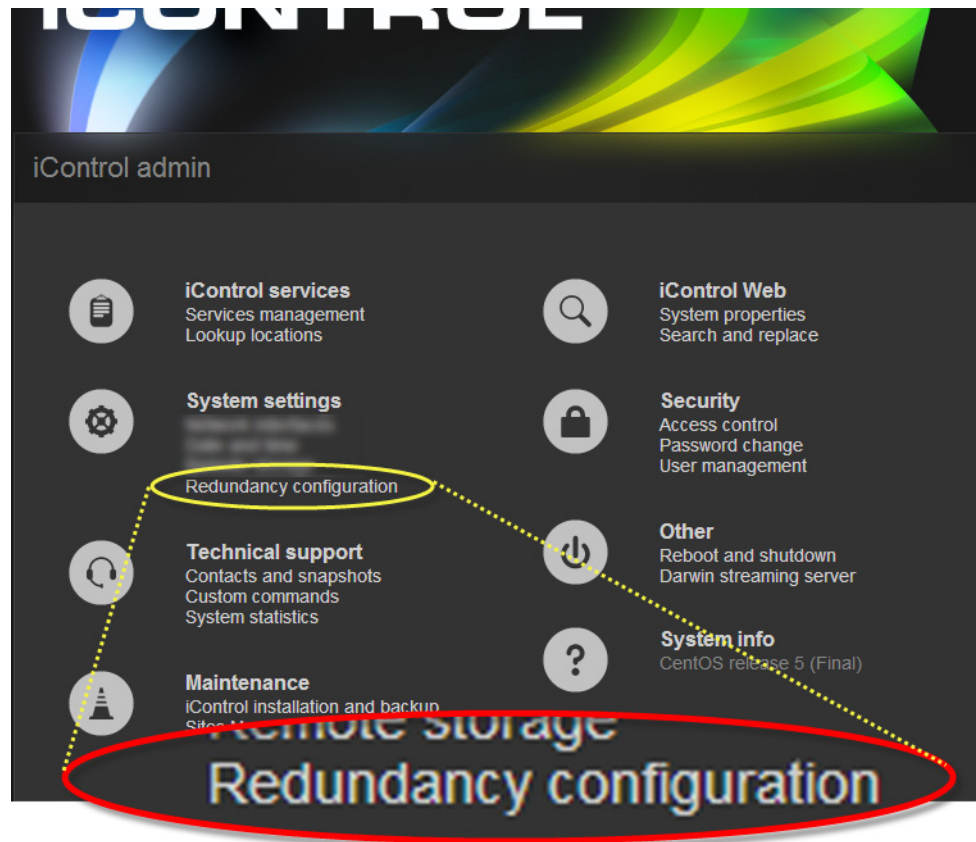 iCONTROL
iControl admin
iControl services
Services management
Lookup locations
System settings
Redundancy configuration
Technical support
Contacts and snapshots
Custom commands
System statistics
Maintenance
iControl installation and backup
iControl Web
System properties
Search and replace
Security
Access control
Password change
User management
Other
Reboot and shutdown
Darwin streaming server
System info
CentOS release 5 (Final)
Remote storage
Redundancy configuration